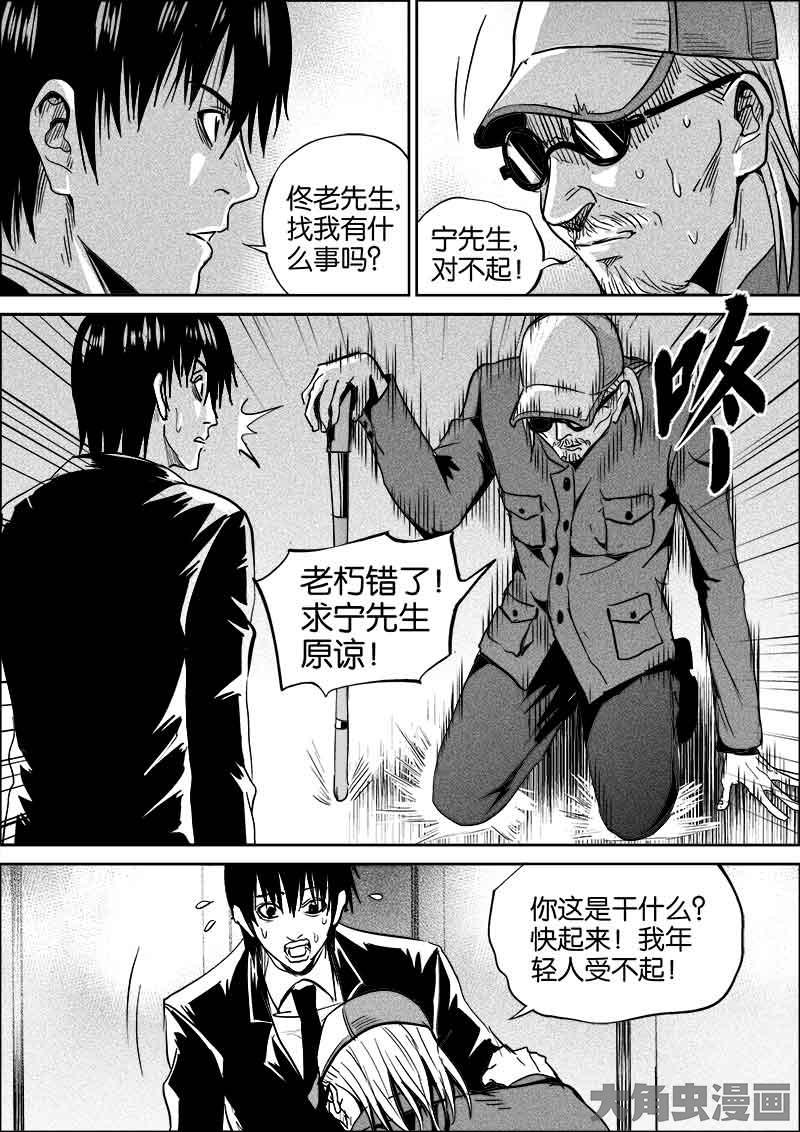 佟老先生,
找我有什
么事吗？
宁先生,
对不起！
咚
老朽错了！
求宁先生
原谅！
你这是干什么？
快起来！我年
轻人受不起！
大角虫漫画